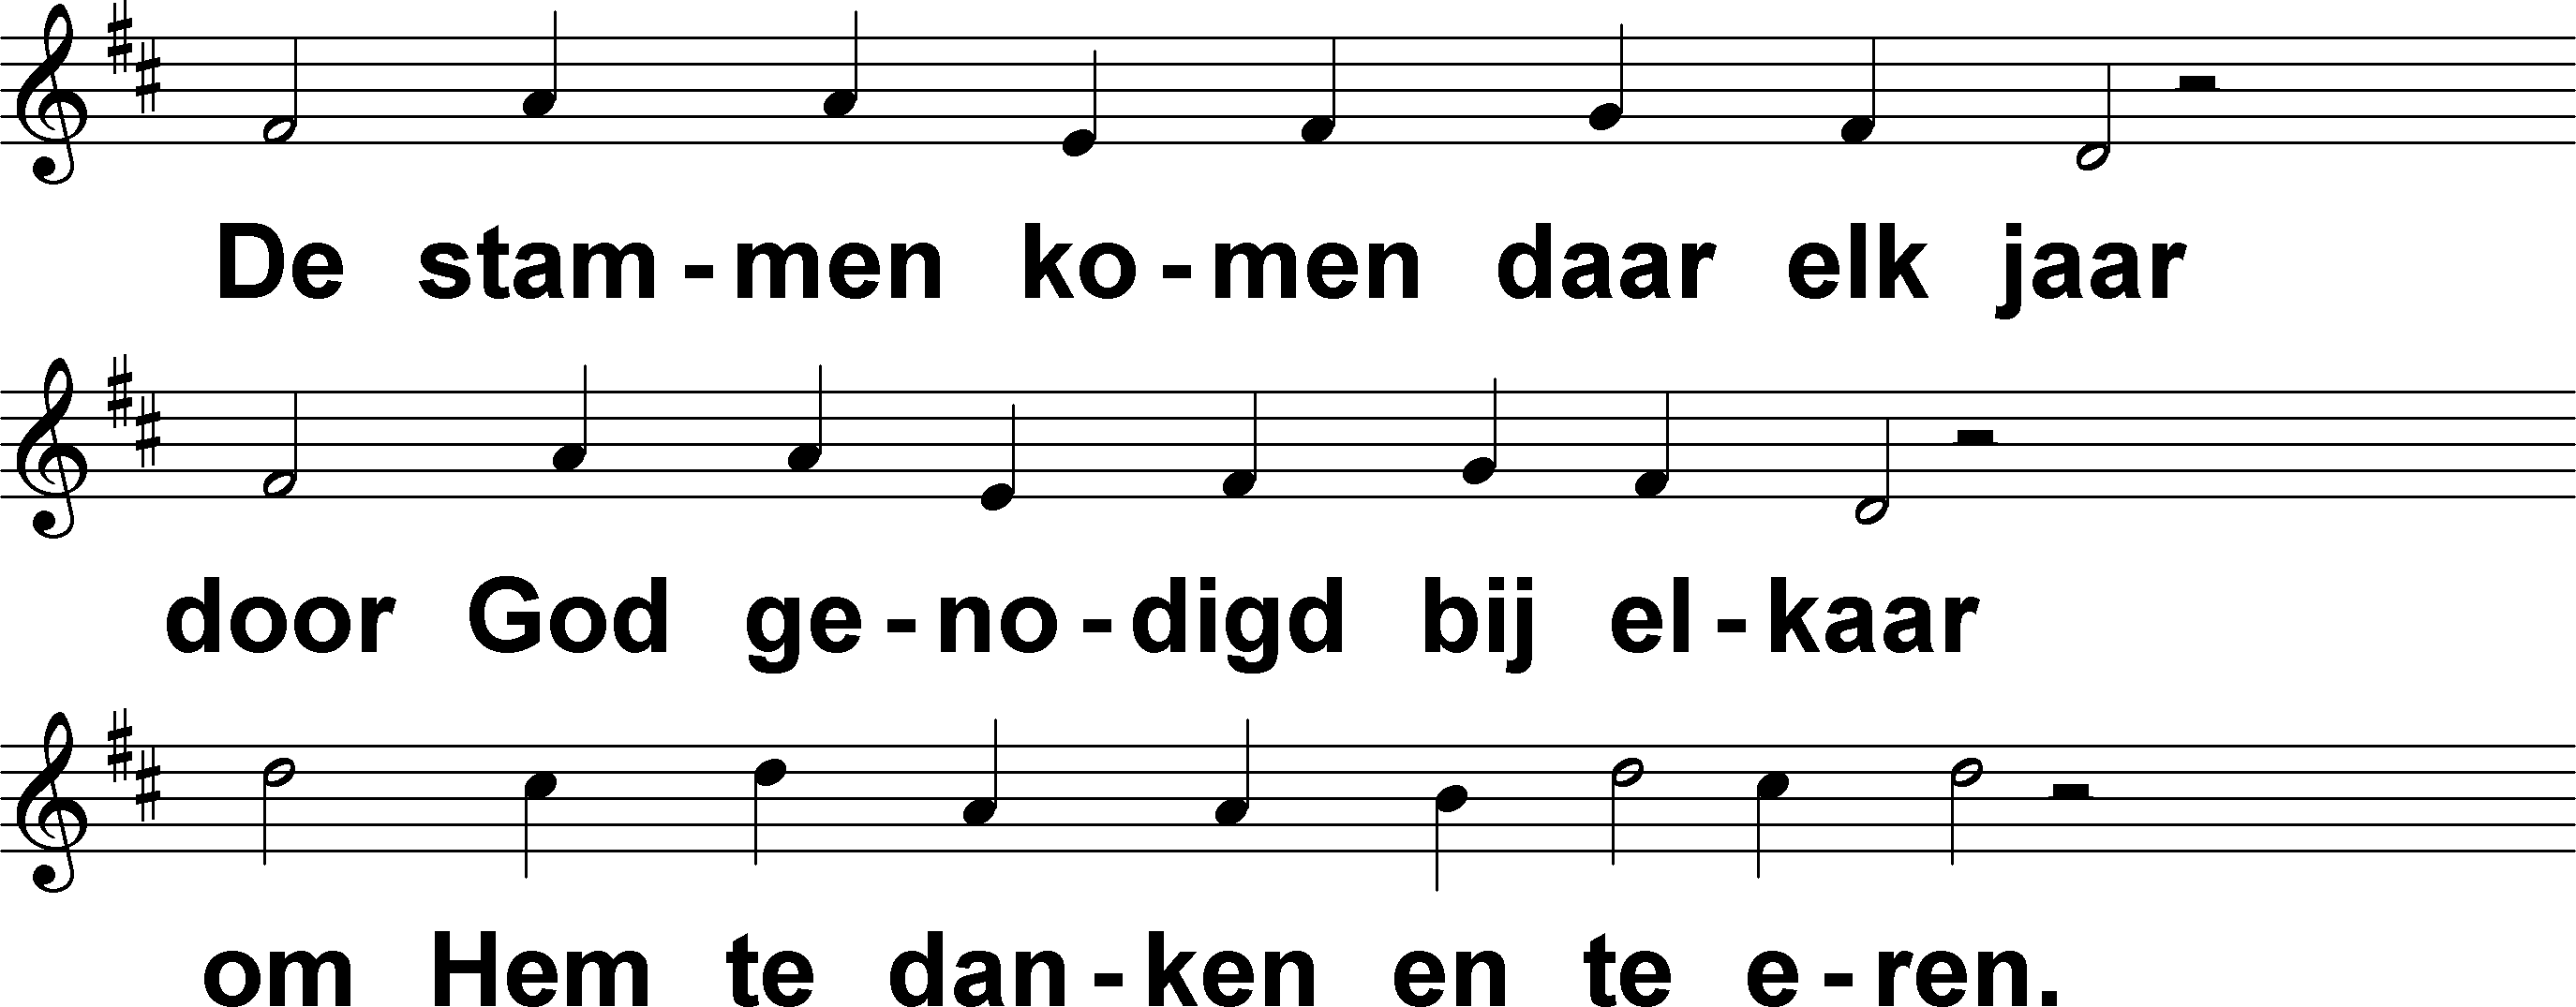 De stam-men ko-men daar elk jaar
door God ge-no-digd bij el-kaar
om Hem te dan-ken en te e-ren.